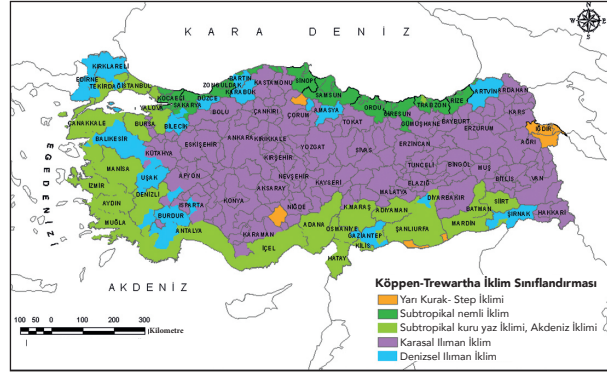 KARA DENİZ
KIRKLARELİ
EDİRNE
TEKİRDAĞ
İSTANBUL
KOCAELİ
YALOVA
SAKARYA
DÜZCE
ZONGULDAK
BARTIN
KARABÜK
KASTAMONU
SİNOP
SAMSUN
ORDU
GİRESUN
TRABZON
RİZE
ARTVİN
ARDAHAN
KARS
IĞDIR
AĞRI
ÇANAKKALE
BALIKESİR
BURSA
BİLECİK
BOLU
ÇANKIRI
ÇORUM
AMASYA
TOKAT
GÜMÜŞHANE
BAYBURT
ERZURUM
ESKİŞEHİR
ANKARA
KIRIKKALE
YOZGAT
SİVAS
ERZİNCAN
KÜTAHYA
MANİSA
UŞAK
AFYON
KIRŞEHİR
NEVŞEHİR
KAYSERİ
TUNCELİ
BİNGÖL
MUŞ
BİTLİS
VAN
EGE DENİZİ
İZMİR
AYDIN
DENİZLİ
MUĞLA
ISPARTA
BURDUR
ANTALYA
KONYA
AKSARAY
NİĞDE
KARAMAN
İÇEL
ADANA
OSMANİYE
HATAY
K.MARAŞ
MALATYA
ELAZIĞ
ADIYAMAN
DİYARBAKIR
BATMAN
SİİRT
ŞIRNAK
HAKKARİ
MARDİN
ŞANLIURFA
GAZİANTEP
KİLİS
AKDENİZ
Köppen-Trewartha İklim Sınıflandırması
Yarı Kurak- Step İklimi
Subtropikal nemli İklim
Subtropikal kuru yaz İklimi, Akdeniz İklimi
Karasal Ilıman İklim
Denizsel Ilıman İklim
100 50 0 100 200 300
Kilometre